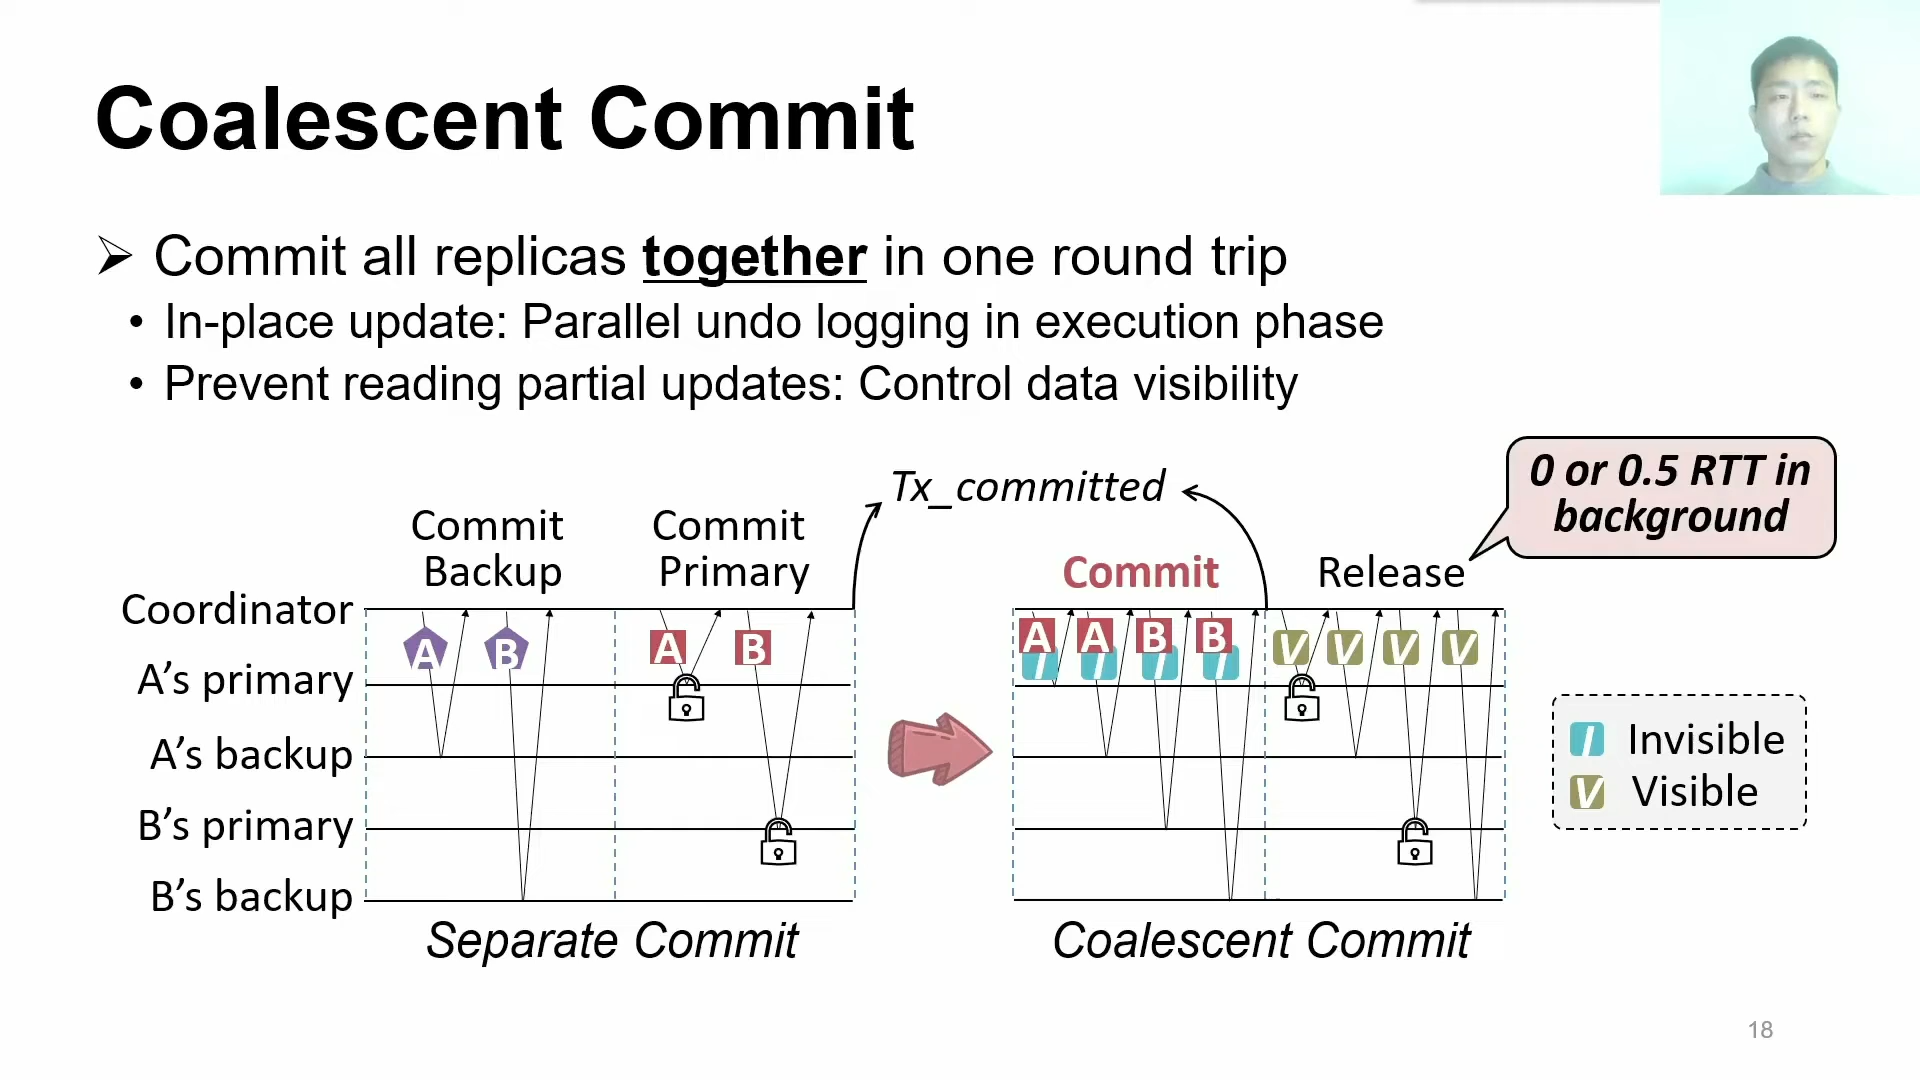 Coalescent Commit
➢ Commit all replicas together in one round trip
• In-place update: Parallel undo logging in execution phase
• Prevent reading partial updates: Control data visibility
0 or 0.5 RTT in
background
Tx_committed
Commit
Backup
Commit
Primary
Commit
Release
Coordinator
A's primary
A's backup
B's primary
B's backup
A B
A B
A A B B
I I I I
V V V V
I Invisible
V Visible
Separate Commit
Coalescent Commit
18